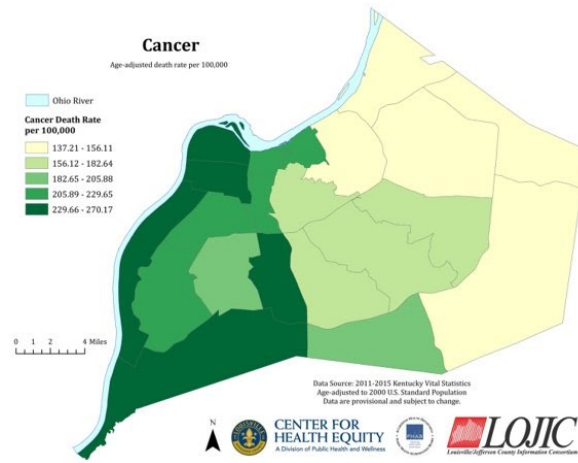 Cancer
Age-adjusted death rate per 100,000
Ohio River
Cancer Death Rate
per 100,000
137.21 - 156.11
156.12 - 182.64
182.65 - 205.88
205.89 - 229.65
229.66 - 270.17
0 1 2 4 Miles
Data Source: 2011-2015 Kentucky Vital Statistics
Age-adjusted to 2000 U.S. Standard Population
Data are provisional and subject to change.
N
CENTER FOR
HEALTH EQUITY
A Division of Public Health and Wellness
PHAB
LOJIC
Louisville/Jefferson County Information Consortium